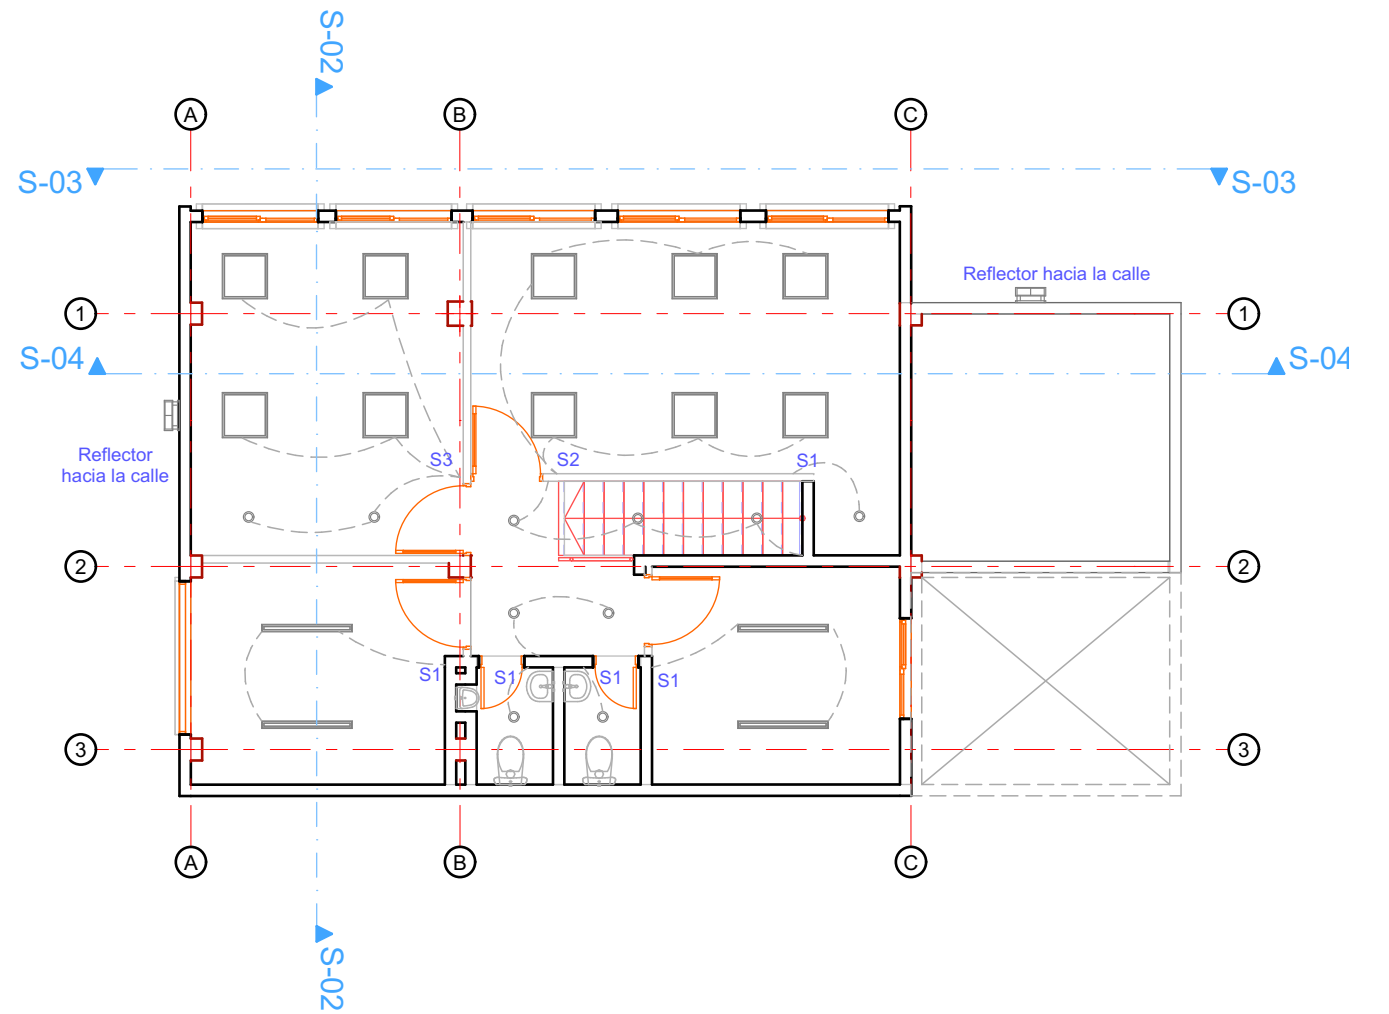 S-02
A
B
C
S-03
S-03
Reflector hacia la calle
1
1
S-04
S-04
Reflector
hacia la calle
S3
S2
S1
2
2
S1
S1
S1
S1
3
3
A
B
C
S-02